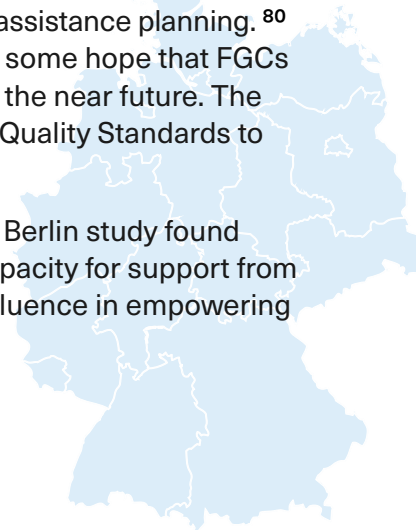 assistance planning. 80
some hope that FGCs
the near future. The
Quality Standards to
Berlin study found
pacity for support from
luence in empowering